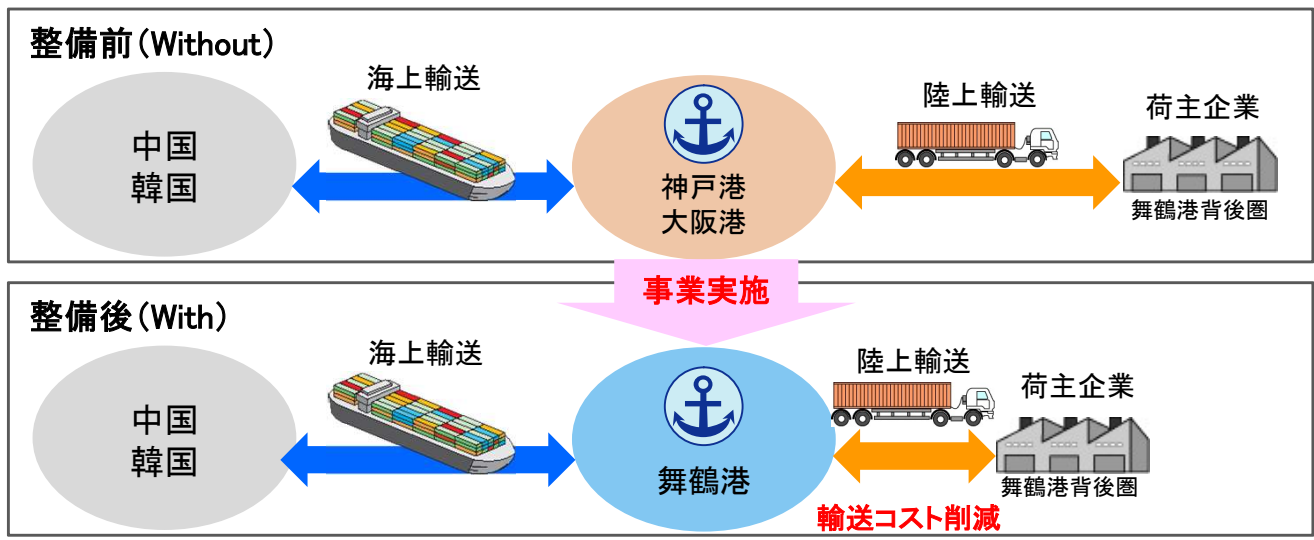 整備前(Without)
海上輸送
陸上輸送
荷主企業
中国
韓国
神戸港
大阪港
舞鶴港背後圏
事業実施
整備後(With)
海上輸送
陸上輸送
荷主企業
中国
韓国
舞鶴港
舞鶴港背後圏
輸送コスト削減